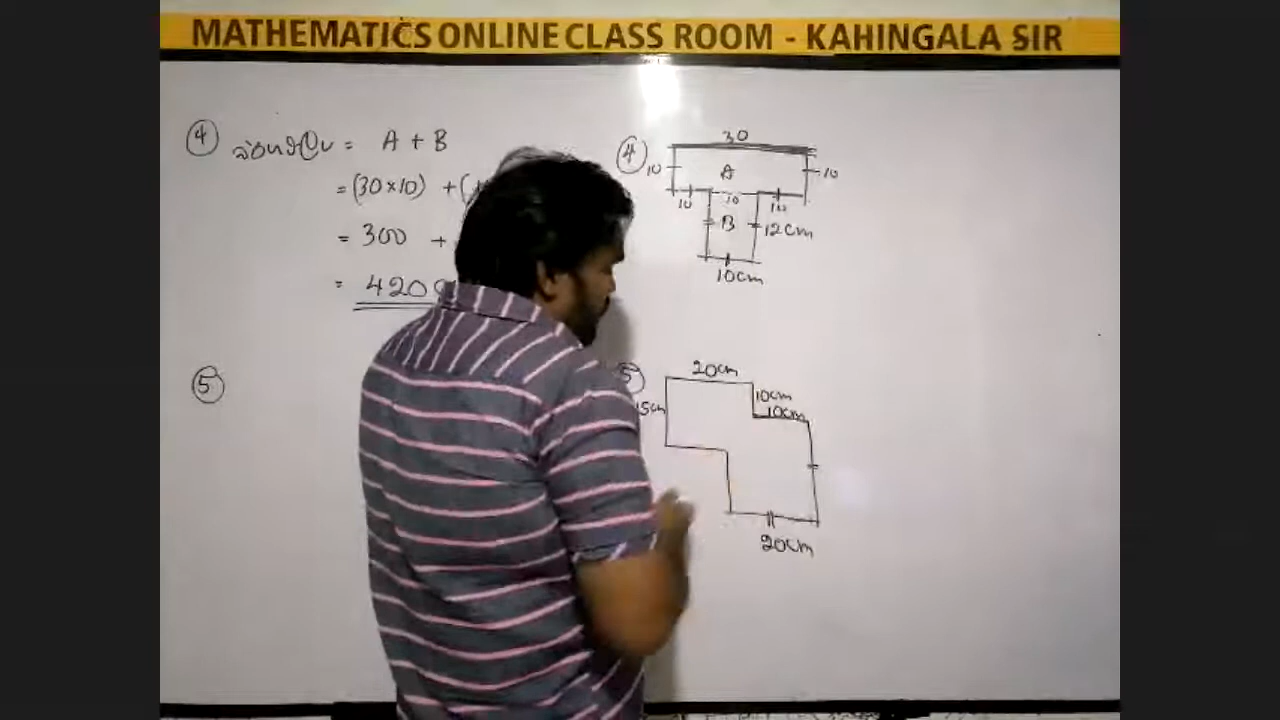 MATHEMATICS ONLINE CLASS ROOM - KAHINGALA SIR
④ වර්ගඵලය = A + B
= (30×10) + (
= 300 +
= 420
④ 30
10 A 10
10 10 10
B 12cm
10cm
⑤
5 20cm
10cm
15cm 10cm
20cm